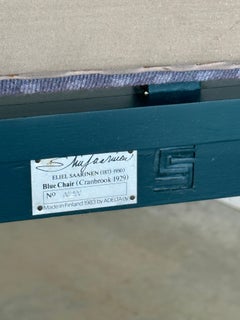 ELIEL SAARINEN (1873-1950)
Blue Chair (Cranbrook 1929)
No
Made in Finland 1983 by ADELTA Oy
S